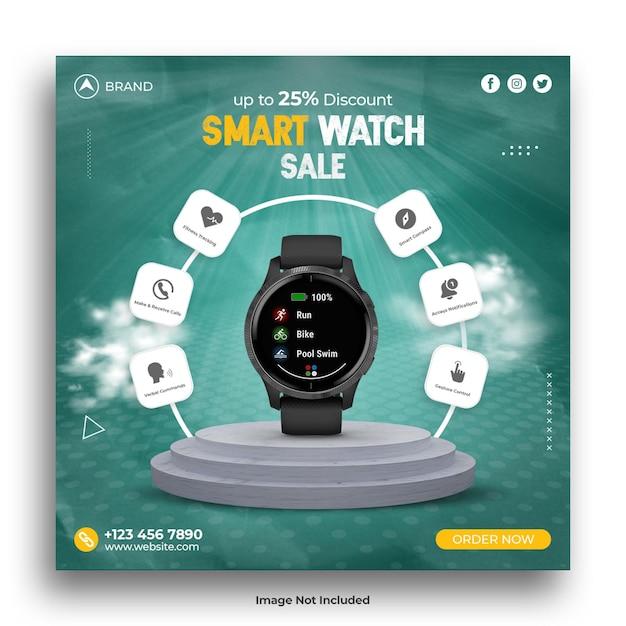 BRAND
up to 25% Discount
SMART WATCH
SALE
Fitness Tracking
Smart Compass
Make & Receive Calls
Access Notifications
Verbal Commands
Gesture Control
100%
Run
Bike
Pool Swim
+123 456 7890
www.website.com
ORDER NOW
Image Not Included